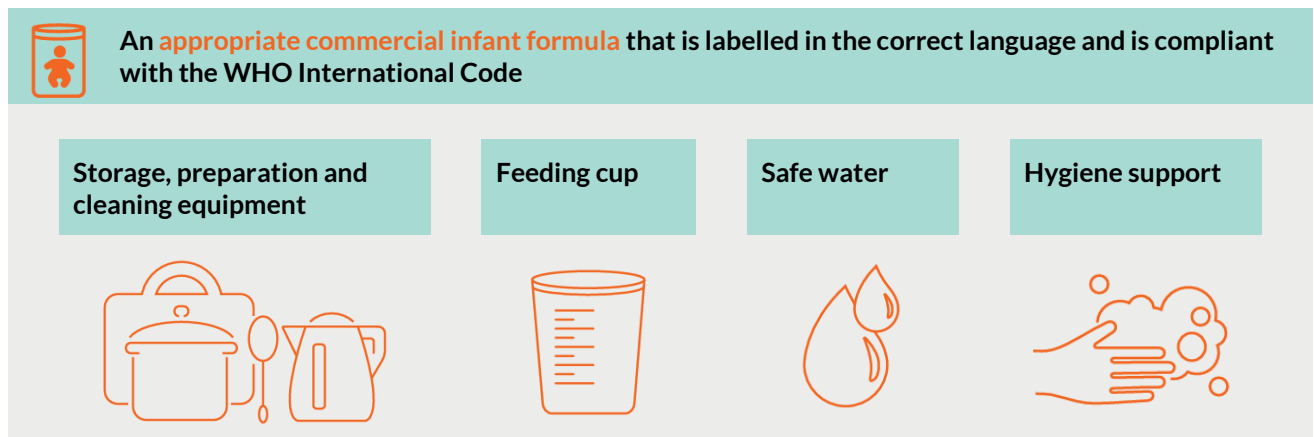 An appropriate commercial infant formula that is labelled in the correct language and is compliant
with the WHO International Code
Storage, preparation and
cleaning equipment
Feeding cup
Safe water
Hygiene support